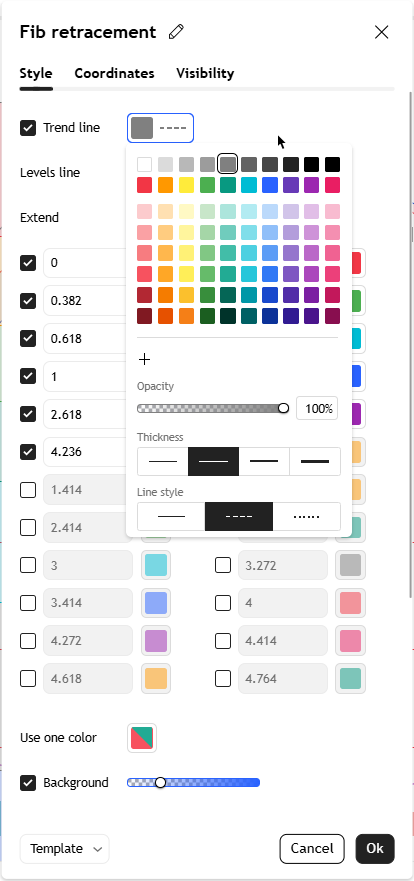 Fib retracement
Style Coordinates Visibility
Trend line
Levels line
Extend
0
0.382
0.618
1
2.618
4.236
1.414
2.414
Opacity
100%
Thickness
Line style
3 3.272
3.414 4
4.272 4.414
4.618 4.764
Use one color
Background
Template Cancel Ok